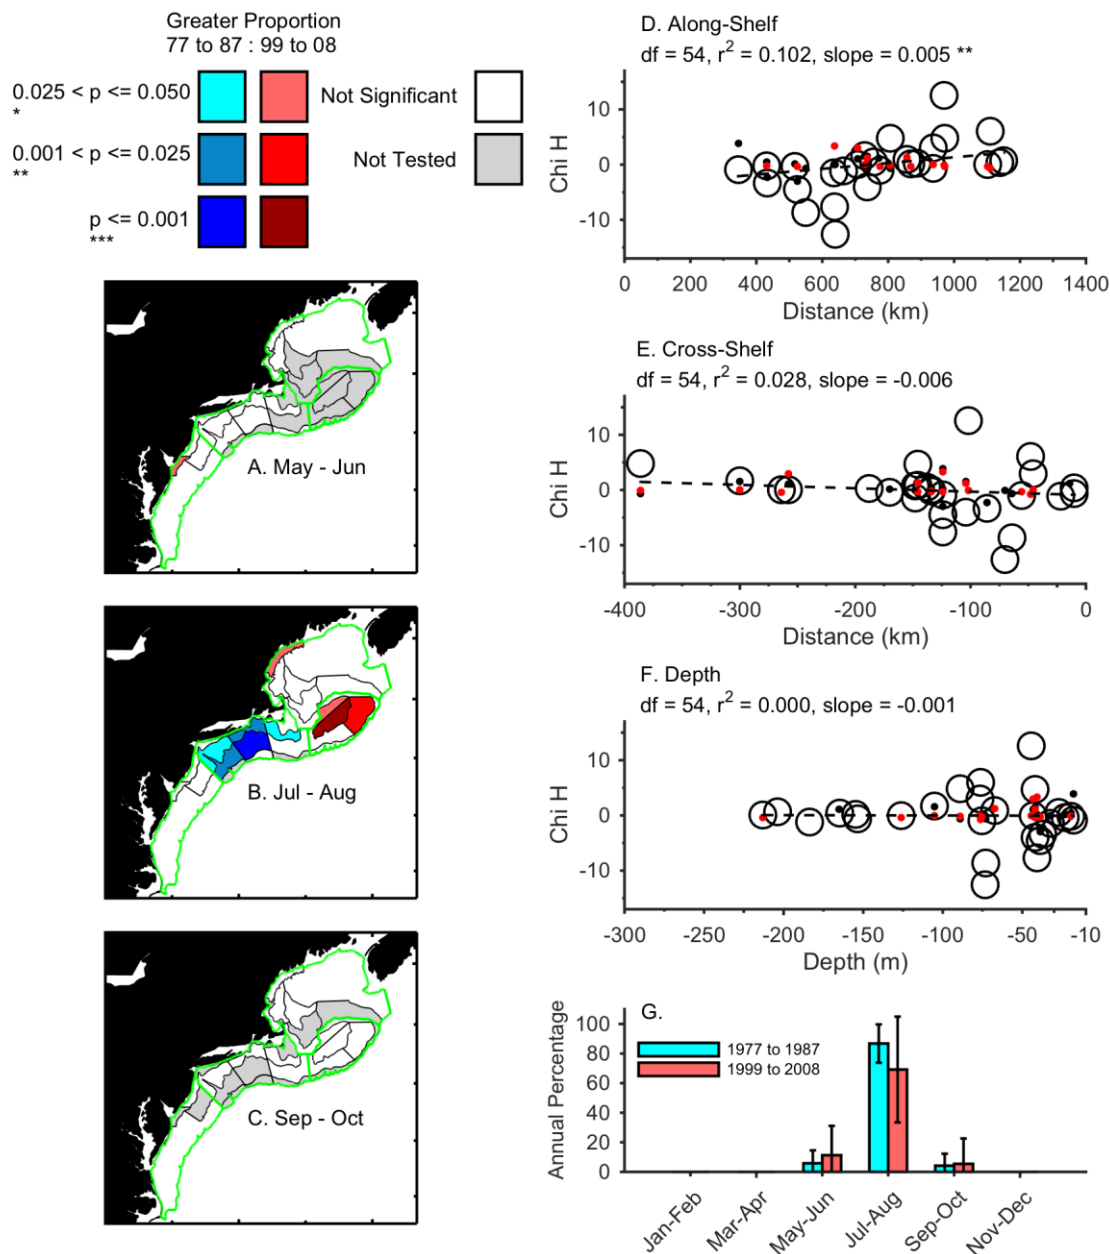 Greater Proportion
77 to 87 : 99 to 08
0.025 < p <= 0.050
*
0.001 < p <= 0.025
**
p <= 0.001
***
Not Significant
Not Tested
A. May - Jun
B. Jul - Aug
C. Sep - Oct
D. Along-Shelf
df = 54, r² = 0.102, slope = 0.005 **
Chi H
10
0
-10
0 200 400 600 800 1000 1200 1400
Distance (km)
E. Cross-Shelf
df = 54, r² = 0.028, slope = -0.006
Chi H
10
0
-10
-400 -300 -200 -100 0
Distance (km)
F. Depth
df = 54, r² = 0.000, slope = -0.001
Chi H
10
0
-10
-300 -250 -200 -150 -100 -50 -10
Depth (m)
G.
Annual Percentage
100
80
60
40
20
0
1977 to 1987
1999 to 2008
Jan-Feb Mar-Apr May-Jun Jul-Aug Sep-Oct Nov-Dec